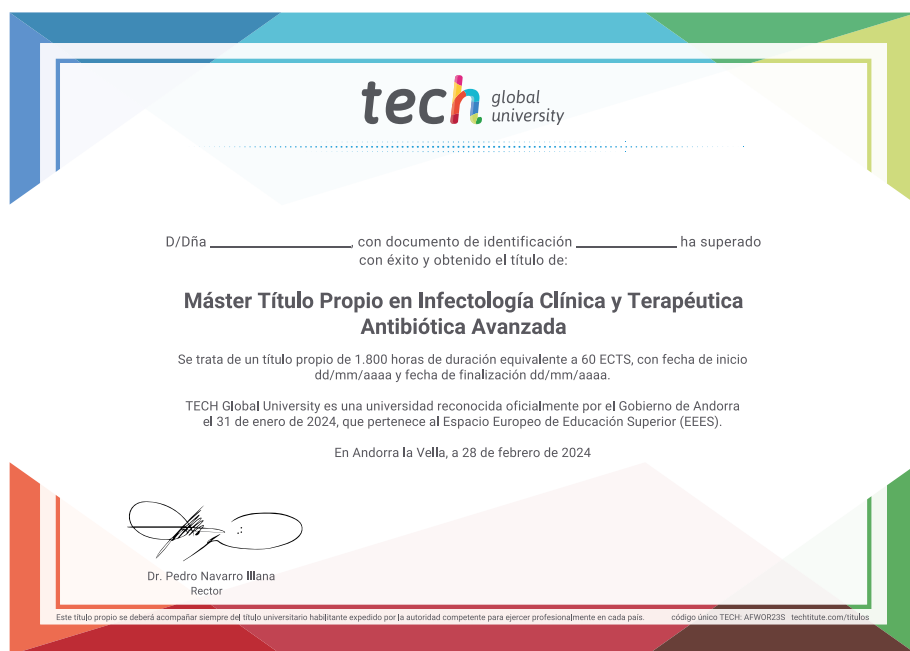 tech global
university
D/Dña ____________________, con documento de identificación ______________ ha superado
con éxito y obtenido el título de:
Máster Título Propio en Infectología Clínica y Terapéutica
Antibiótica Avanzada
Se trata de un título propio de 1.800 horas de duración equivalente a 60 ECTS, con fecha de inicio
dd/mm/aaaa y fecha de finalización dd/mm/aaaa.
TECH Global University es una universidad reconocida oficialmente por el Gobierno de Andorra
el 31 de enero de 2024, que pertenece al Espacio Europeo de Educación Superior (EEES).
En Andorra la Vella, a 28 de febrero de 2024
Dr. Pedro Navarro Illana
Rector
Este título propio se deberá acompañar siempre del título universitario habilitante expedido por la autoridad competente para ejercer profesionalmente en cada país. código único TECH: AFWOR23S techtitute.com/titulos